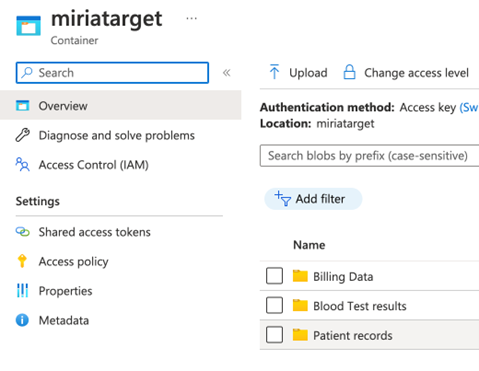 miriatarget
...
Container
Search
«
Overview
Diagnose and solve problems
Access Control (IAM)
Settings
Shared access tokens
Access policy
Properties
Metadata
Upload
Change access level
Authentication method: Access key (Sw
Location: miriatarget
Search blobs by prefix (case-sensitive)
Add filter
Name
Billing Data
Blood Test results
Patient records